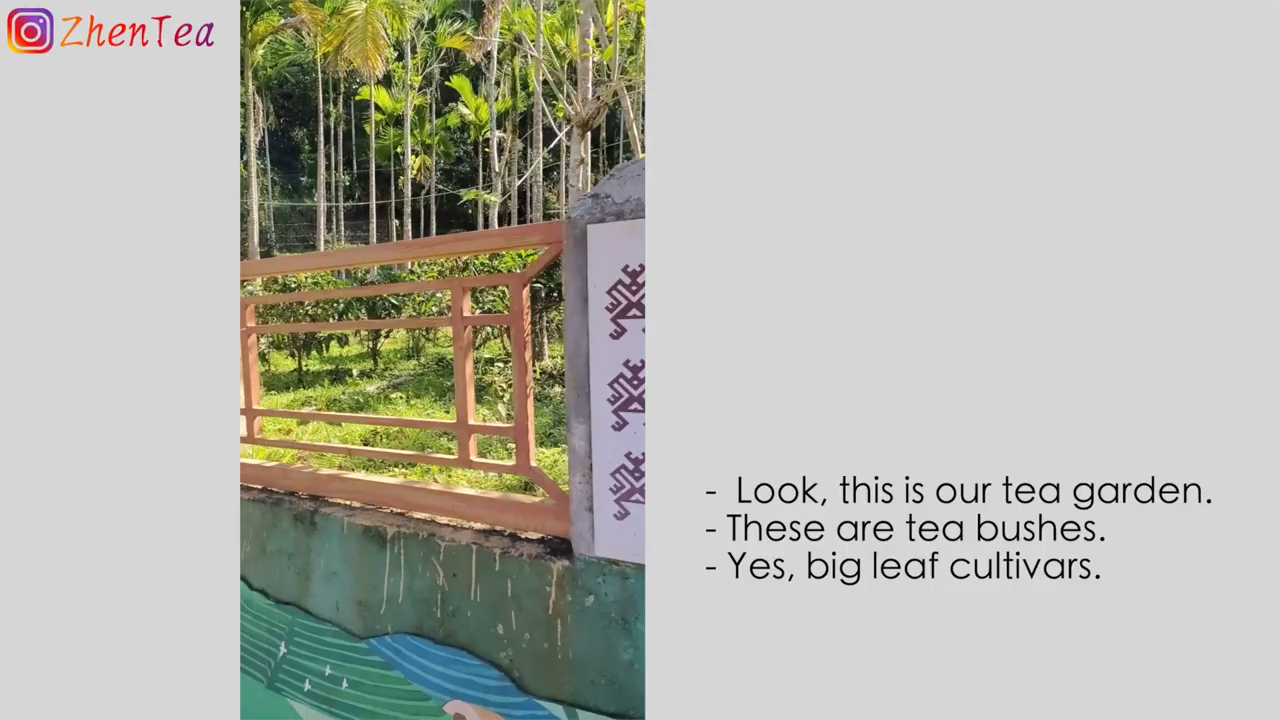 ZhenTea
- Look, this is our tea garden.
- These are tea bushes.
- Yes, big leaf cultivars.